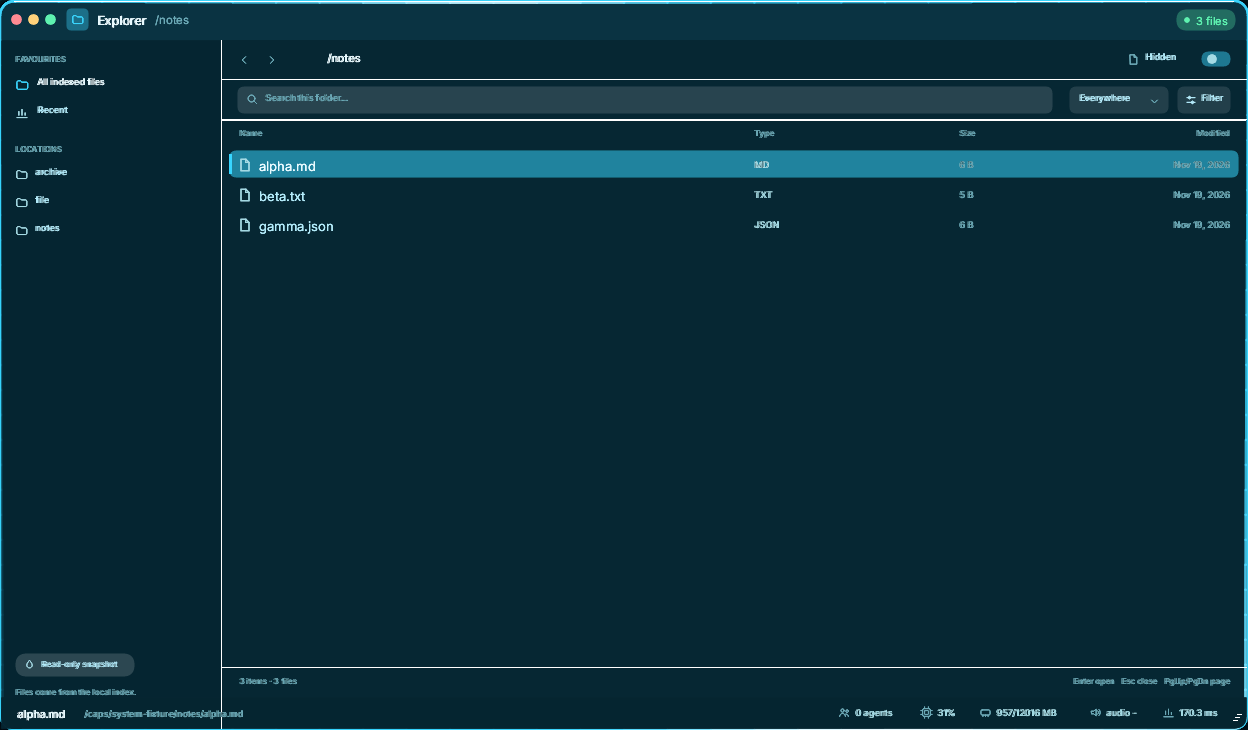 Explorer /notes 3 files
FAVOURITES
All indexed files
Recent
LOCATIONS
archive
file
notes
Read-only snapshot
Files come from the local index.
/notes Hidden
Search this folder... Everywhere Filter
Name Type Size Modified
alpha.md MD 6 B Nov 19, 2026
beta.txt TXT 5 B Nov 19, 2026
gamma.json JSON 6 B Nov 19, 2026
3 items · 3 files Enter open Esc close PgUp/PgDn page
alpha.md /caps/system-fixture/notes/alpha.md 0 agents 31% 957/12016 MB audio – 170.3 ms